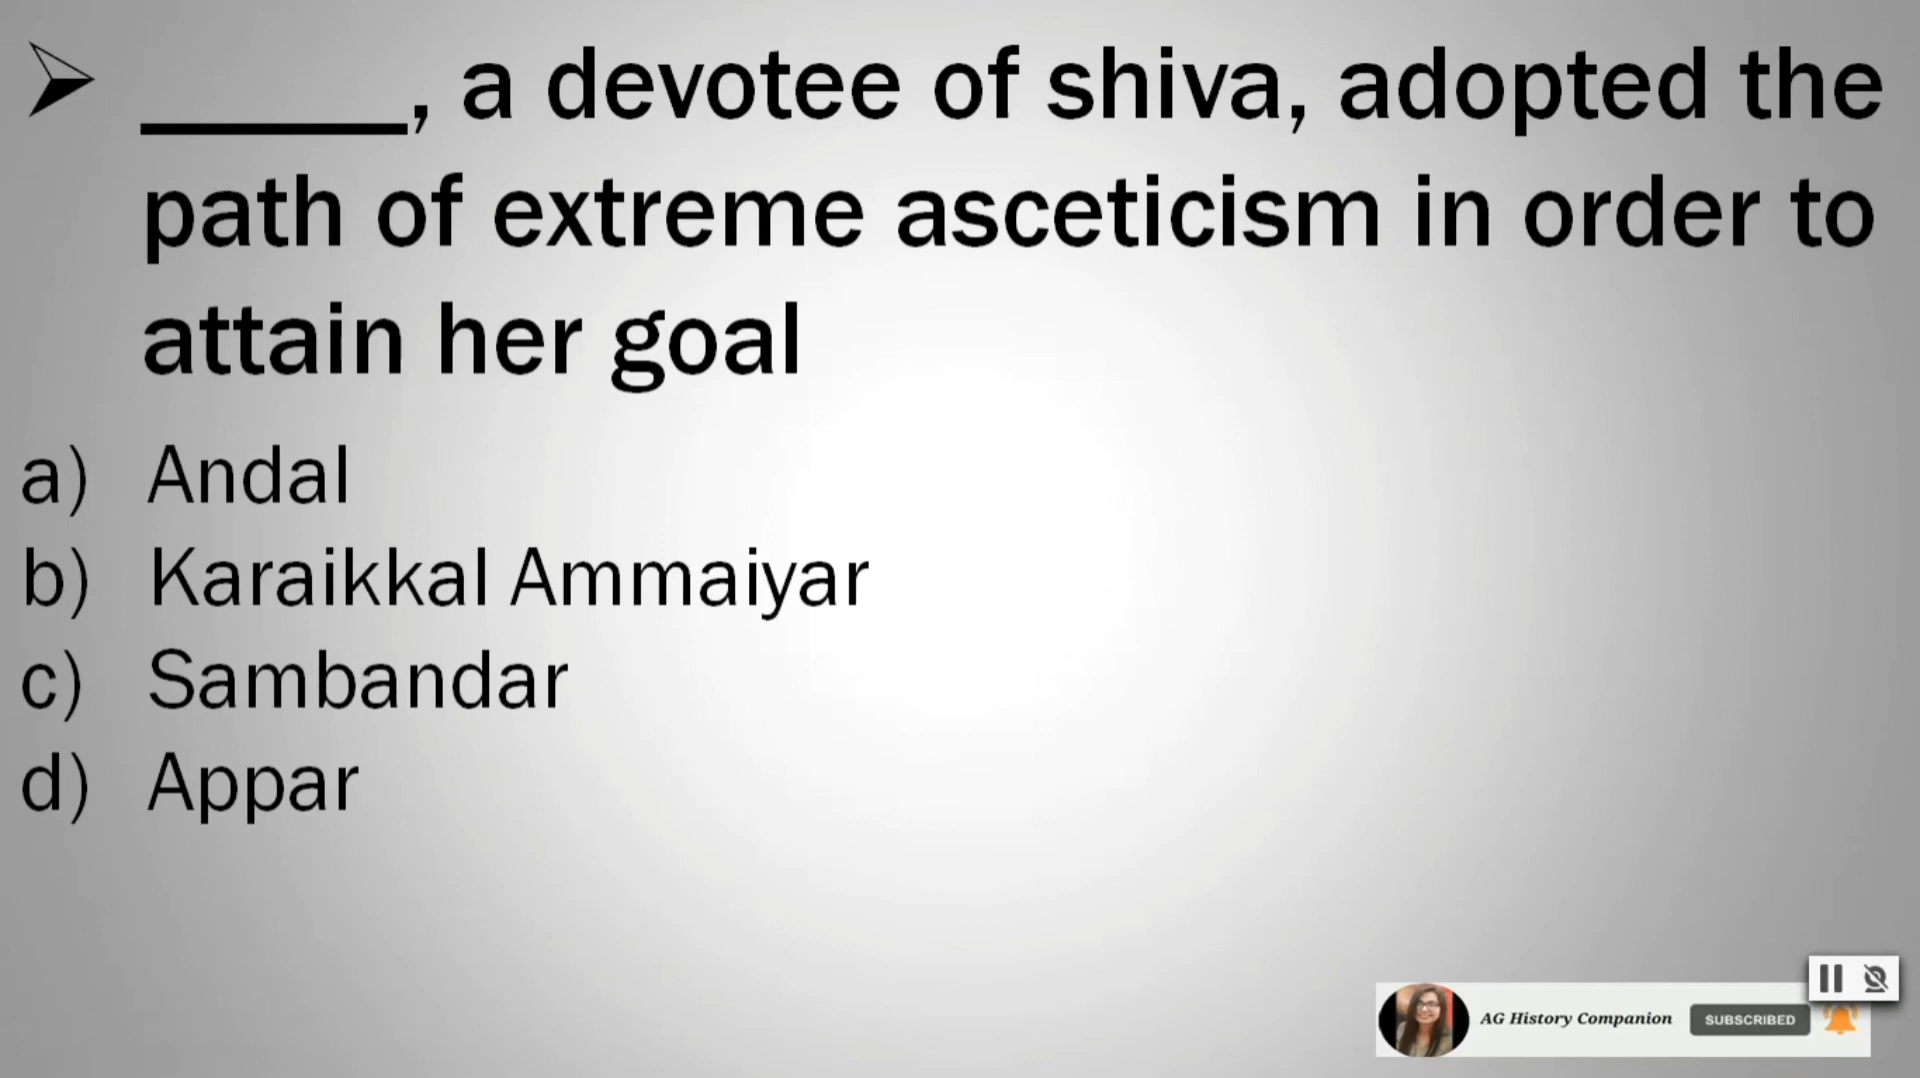 ➢ _____, a devotee of shiva, adopted the
path of extreme asceticism in order to
attain her goal
a) Andal
b) Karaikkal Ammaiyar
c) Sambandar
d) Appar
AG History Companion SUBSCRIBED